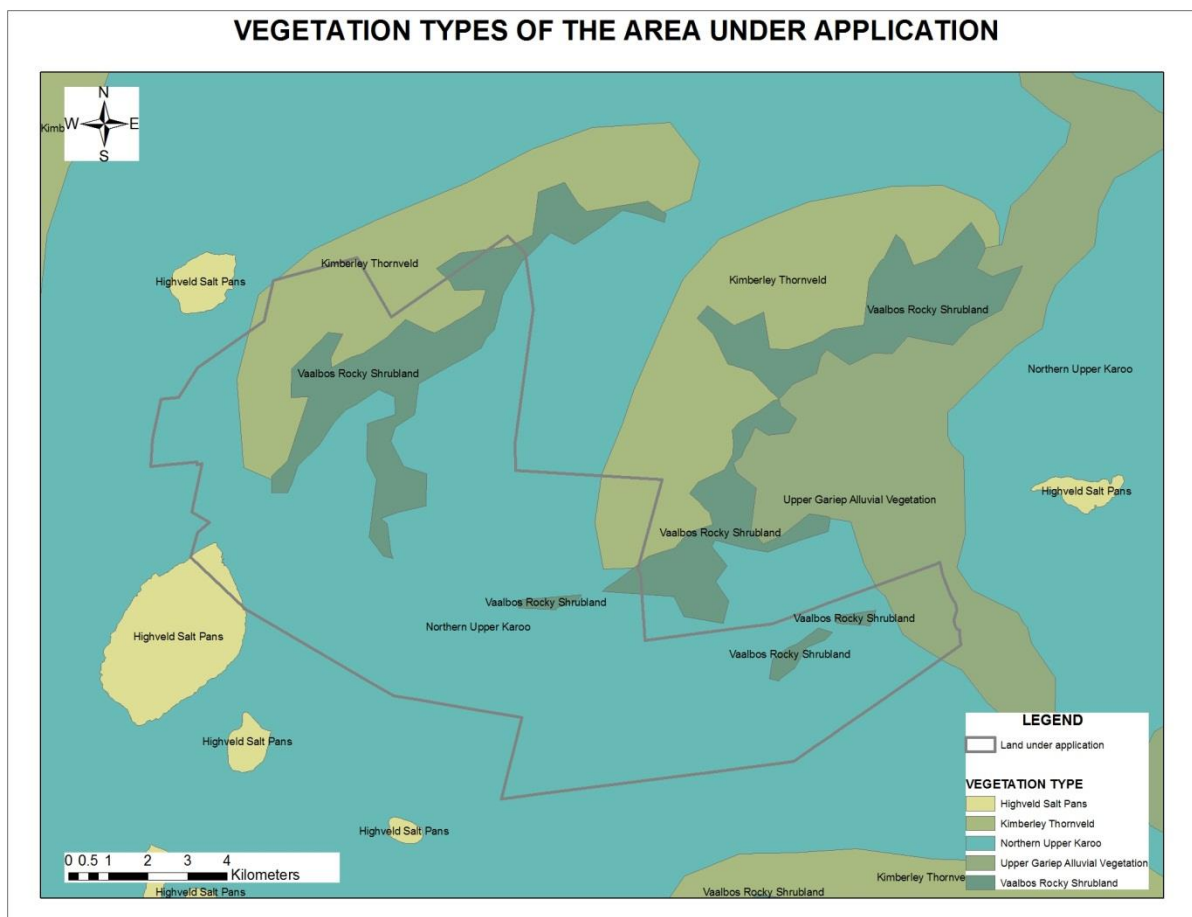 VEGETATION TYPES OF THE AREA UNDER APPLICATION
N
W E
S
Kimb
Kimberley Thornveld
Highveld Salt Pans
Kimberley Thornveld
Vaalbos Rocky Shrubland
Vaalbos Rocky Shrubland
Northern Upper Karoo
Highveld Salt Pans
Upper Gariep Alluvial Vegetation
Vaalbos Rocky Shrubland
Vaalbos Rocky Shrubland
Vaalbos Rocky Shrubland
Northern Upper Karoo
Highveld Salt Pans
Vaalbos Rocky Shrubland
Highveld Salt Pans
Highveld Salt Pans
LEGEND
Land under application
VEGETATION TYPE
Highveld Salt Pans
Kimberley Thornveld
Northern Upper Karoo
Upper Gariep Alluvial Vegetation
Vaalbos Rocky Shrubland
0 0.5 1 2 3 4
Kilometers
Highveld Salt Pans
Vaalbos Rocky Shrubland
Kimberley Thornve